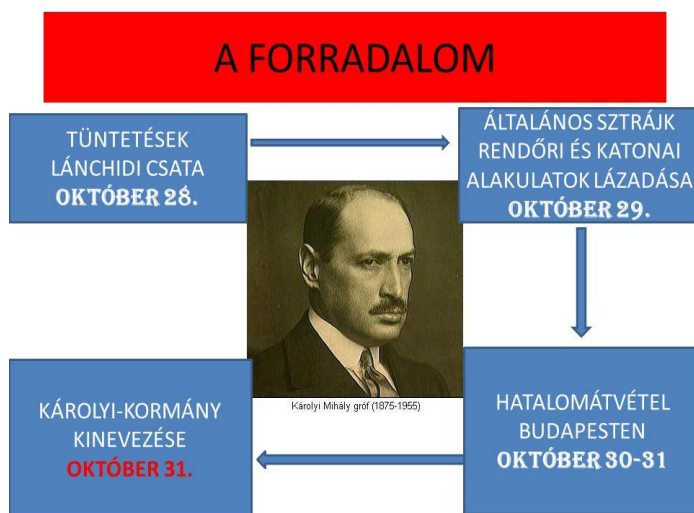 A FORRADALOM
TÜNTETÉSEK
LÁNCHIDI CSATA
OKTÓBER 28.
ÁLTALÁNOS SZTRÁJK
RENDŐRI ÉS KATONAI
ALAKULATOK LÁZADÁSA
OKTÓBER 29.
HATALOMÁTVÉTEL
BUDAPESTEN
OKTÓBER 30-31
KÁROLYI-KORMÁNY
KINEVEZÉSE
OKTÓBER 31.
Károlyi Mihály gróf (1875-1955)